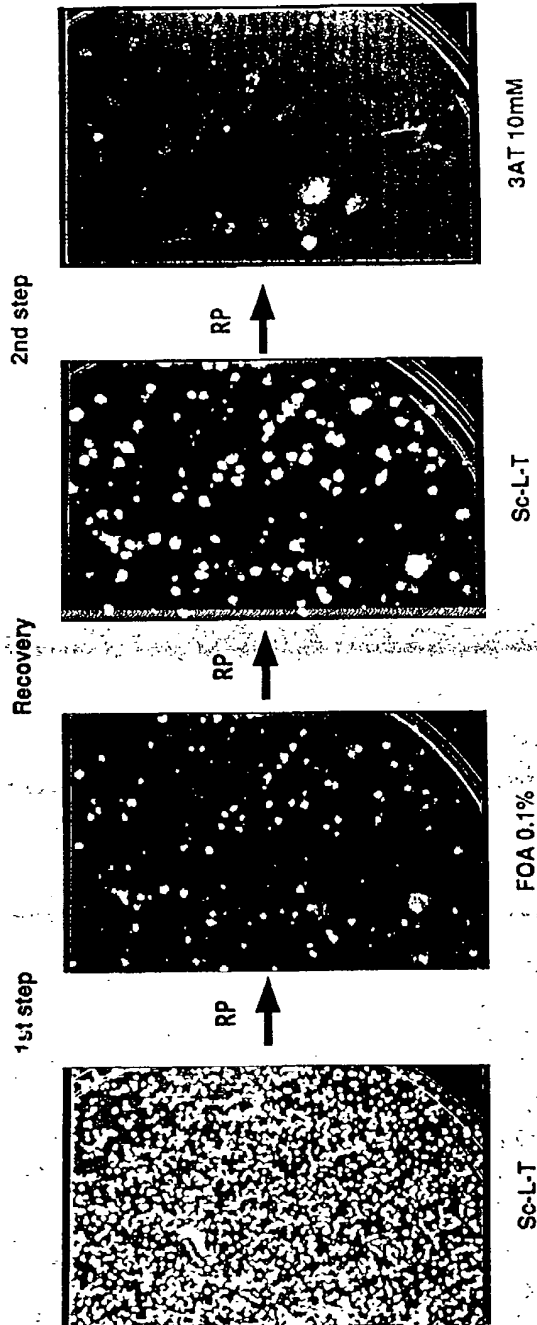 1st step
Recovery
2nd step
RP
RP
RP
Sc-L-T
FOA 0.1%
Sc-L-T
3AT 10mM